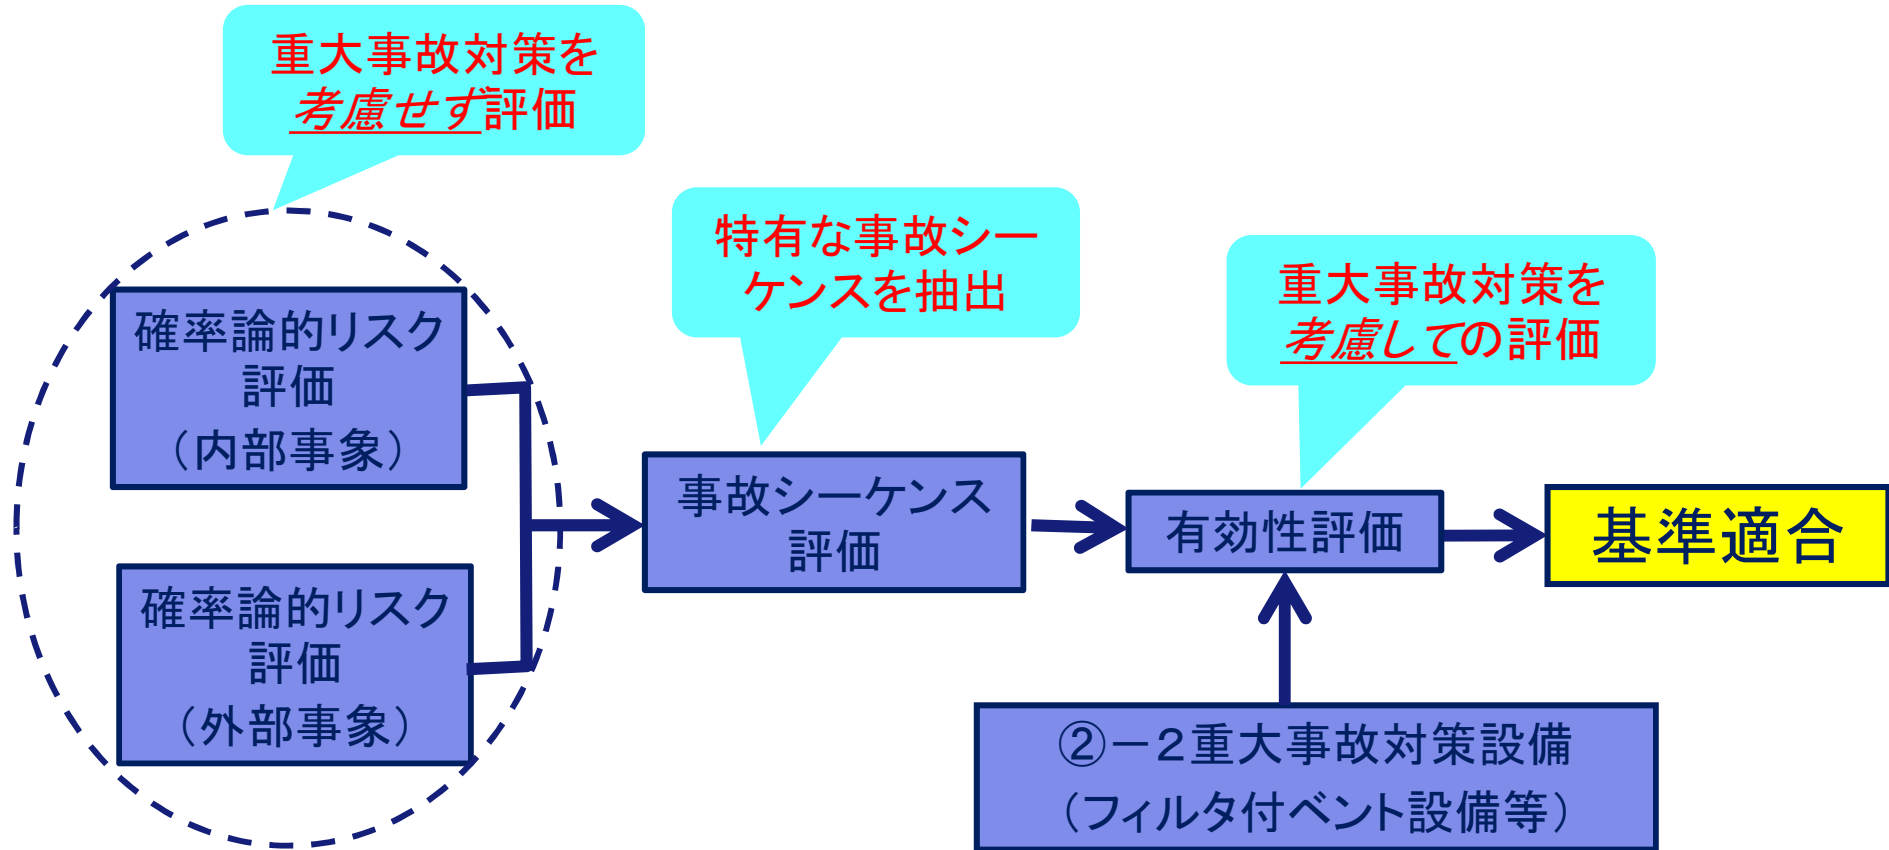 重大事故対策を
考慮せず評価
特有な事故シー
ケンスを抽出
重大事故対策を
考慮しての評価
確率論的リスク
評価
（内部事象）
事故シーケンス
評価
有効性評価
基準適合
確率論的リスク
評価
（外部事象）
②－２重大事故対策設備
（フィルタ付ベント設備等）